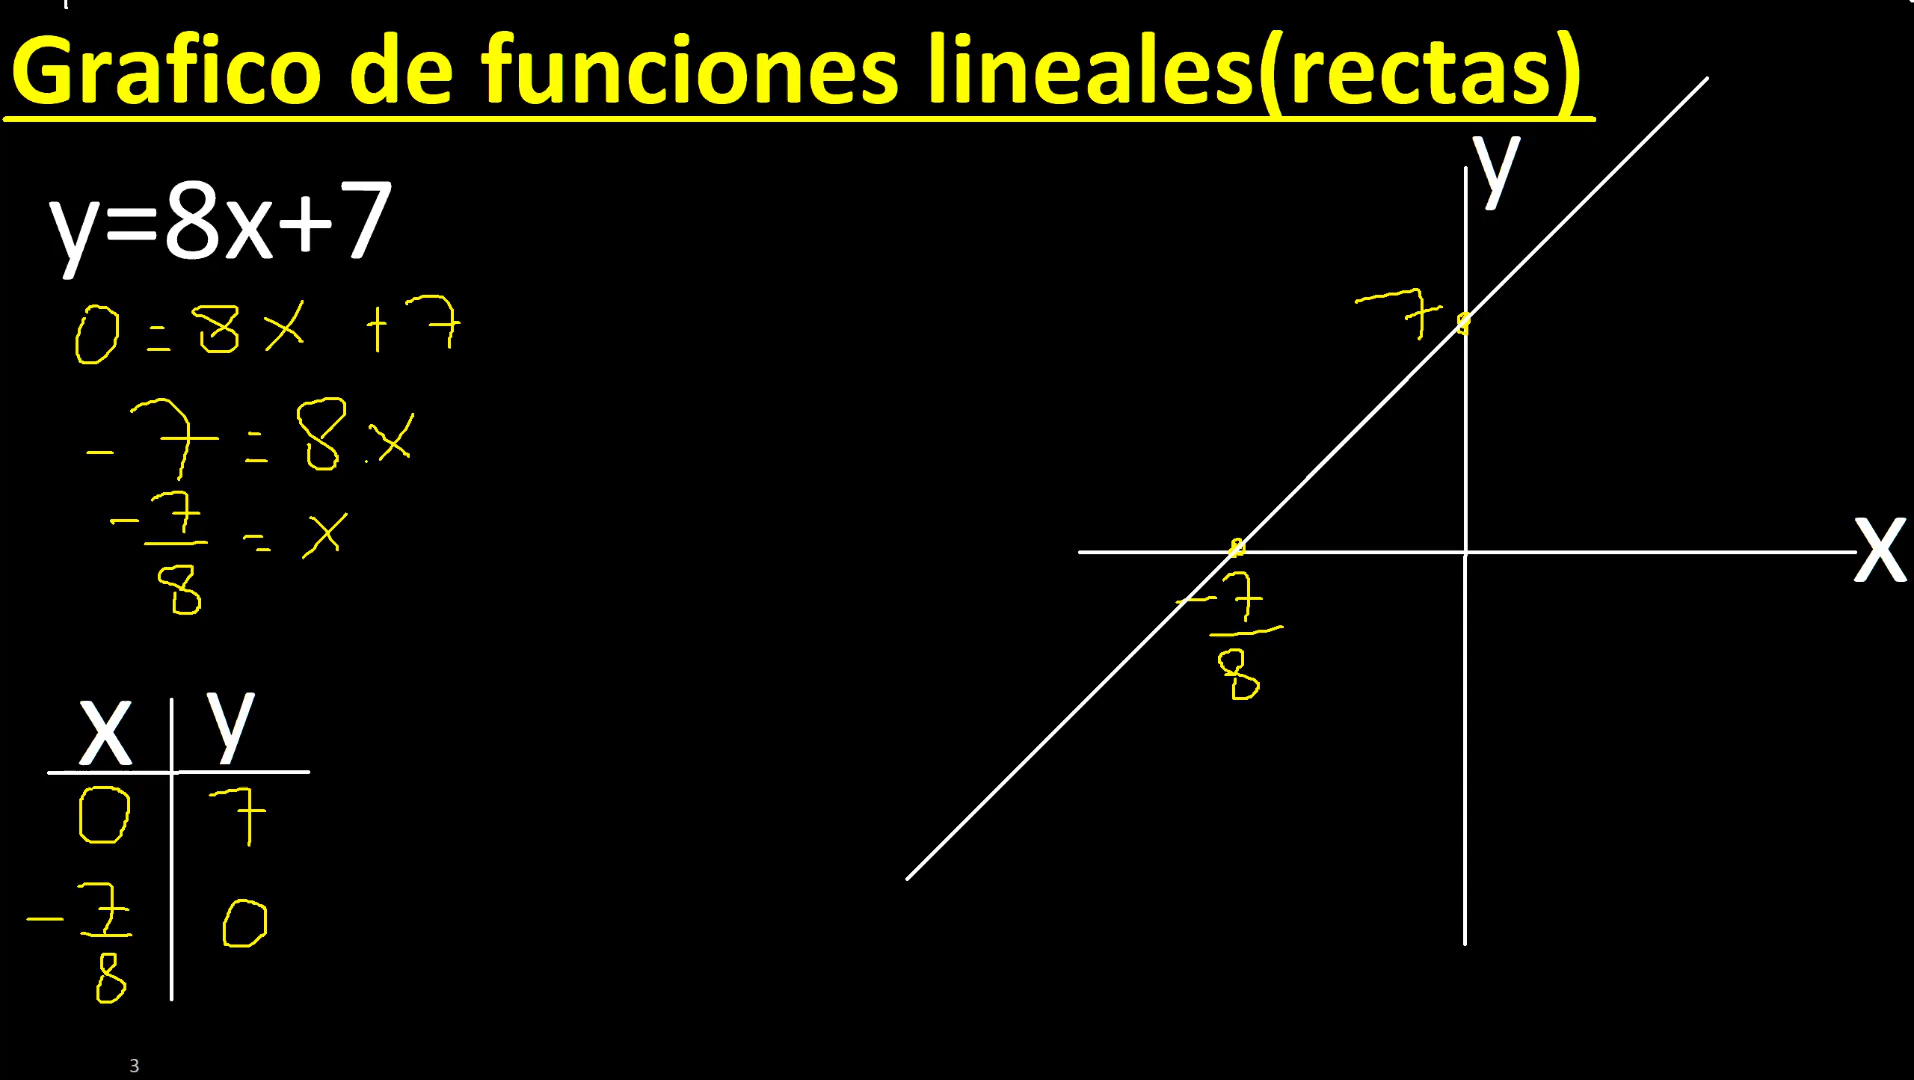 Grafico de funciones lineales(rectas)
y=8x+7
0=8x+7
-7=8.x
-7/8=x
x y
0 7
-7/8 0
y
7
x
-7/8
3